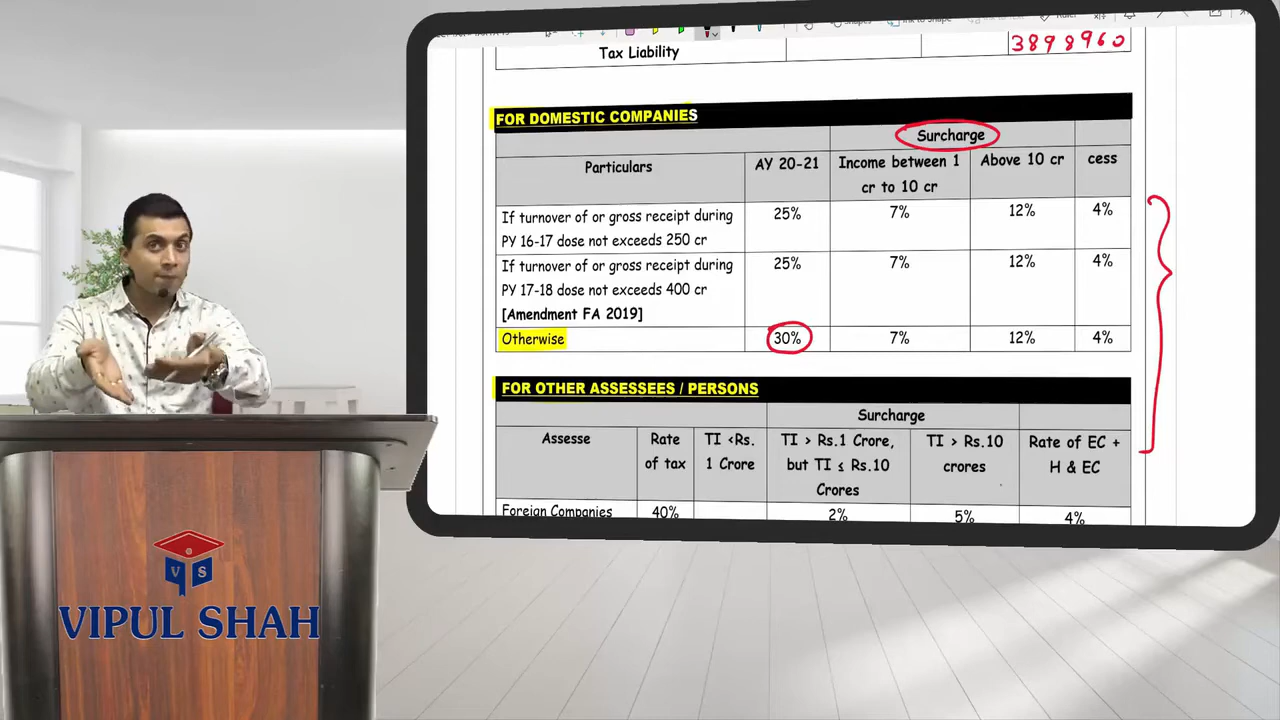 Tax Liability
3898960
FOR DOMESTIC COMPANIES
Surcharge
Particulars
AY 20-21
Income between 1
cr to 10 cr
Above 10 cr
cess
If turnover of or gross receipt during
PY 16-17 dose not exceeds 250 cr
25%
7%
12%
4%
If turnover of or gross receipt during
PY 17-18 dose not exceeds 400 cr
[Amendment FA 2019]
25%
7%
12%
4%
Otherwise
30%
7%
12%
4%
FOR OTHER ASSESSEES / PERSONS
Surcharge
Assesse
Rate
of tax
TI <Rs.
1 Crore
TI > Rs.1 Crore,
but TI ≤ Rs.10
Crores
TI > Rs.10
crores
Rate of EC +
H & EC
Foreign Companies
40%
2%
5%
4%
V S
VIPUL SHAH